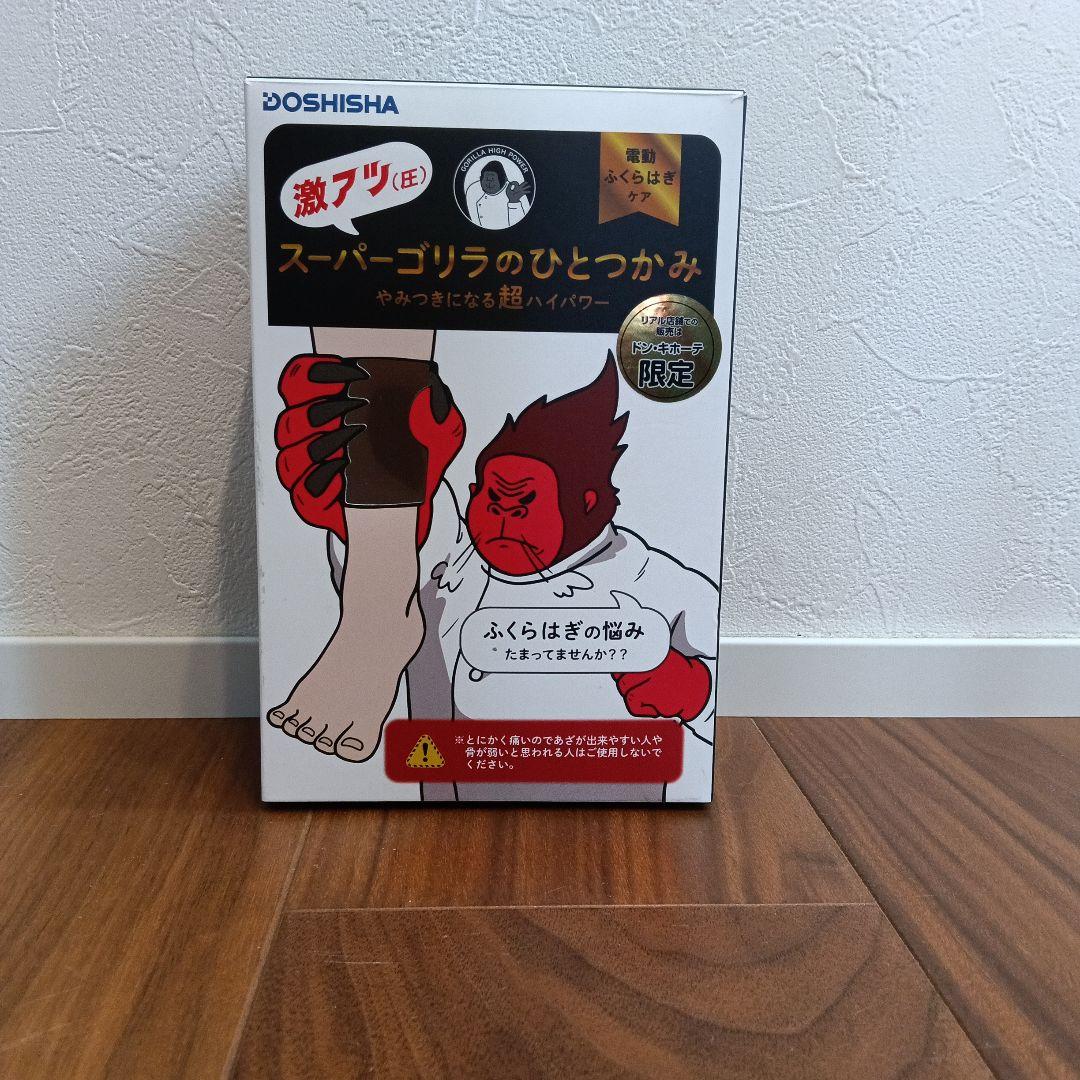 DOSHISHA
激アツ(圧)
GORILLA HIGH POWER
電動
ふくらはぎ
ケア
スーパーゴリラのひとつかみ
やみつきになる超ハイパワー
リアル店舗での
販売は
ドン・キホーテ
限定
ふくらはぎの悩み
たまってませんか??
※とにかく痛いのであざが出来やすい人や
骨が弱いと思われる人はご使用しないで
ください。